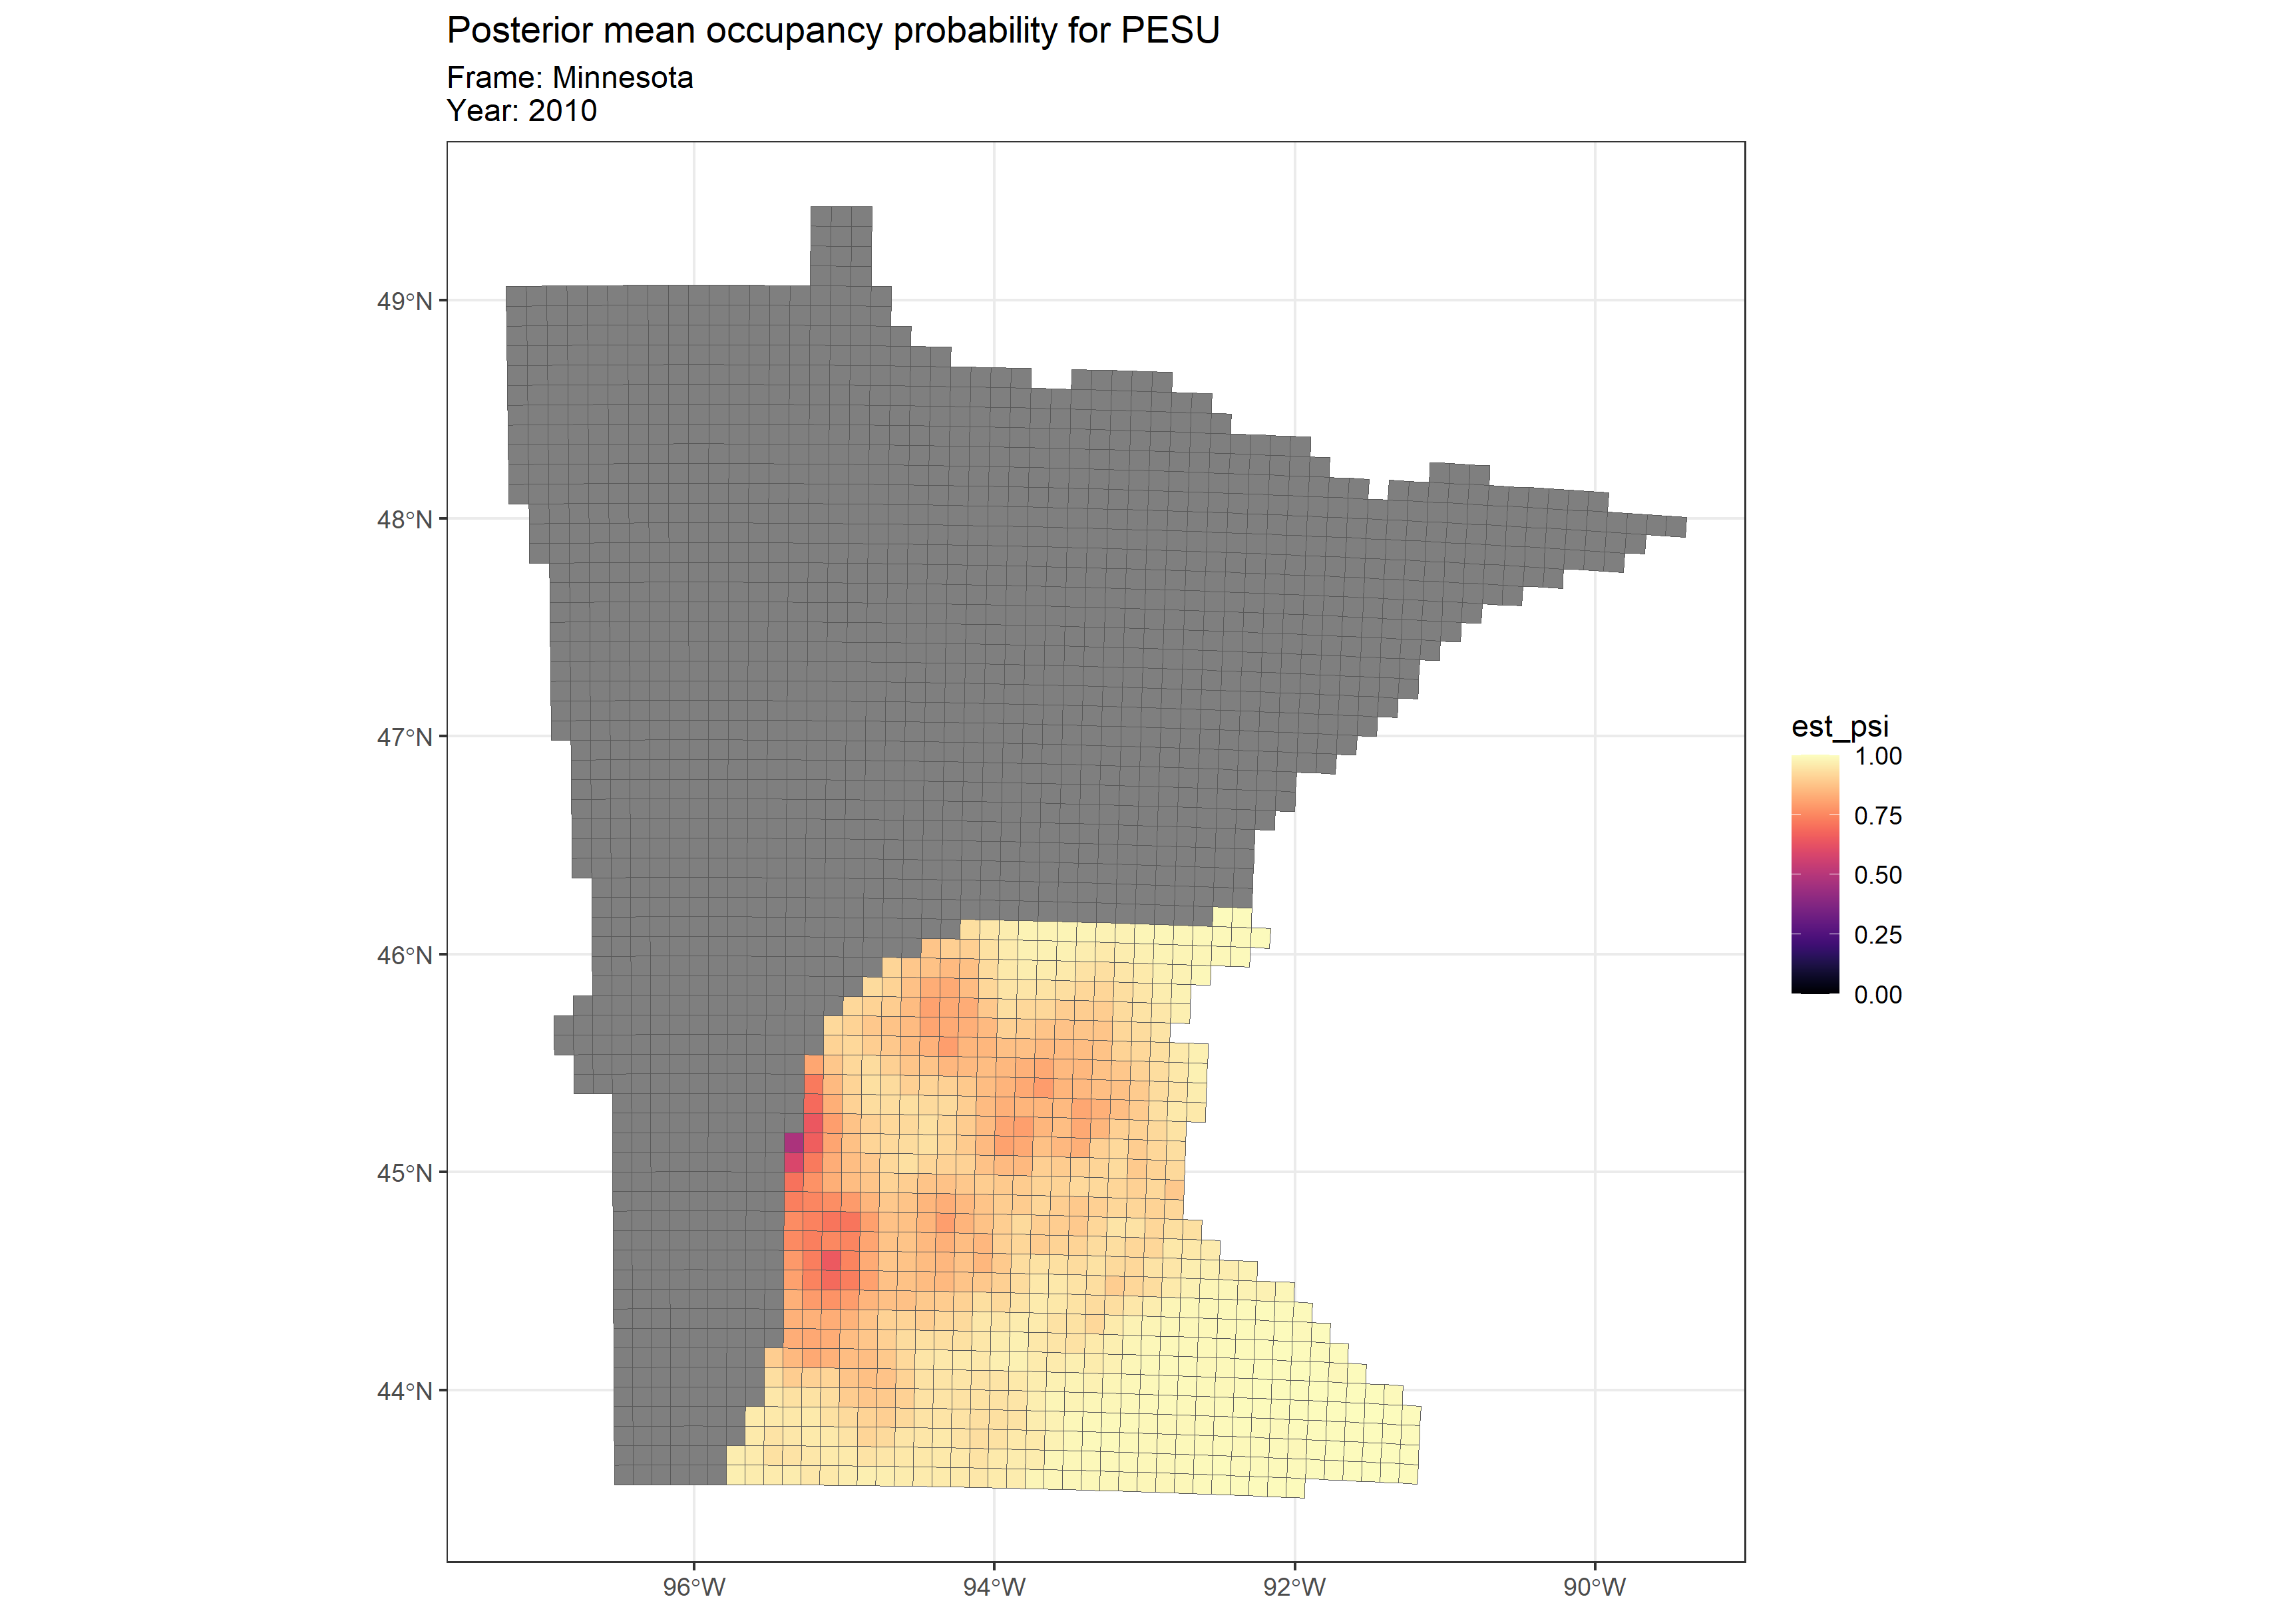 Posterior mean occupancy probability for PESU
Frame: Minnesota
Year: 2010
49°N
48°N
47°N
46°N
45°N
44°N
96°W
94°W
92°W
90°W
est_psi
1.00
0.75
0.50
0.25
0.00